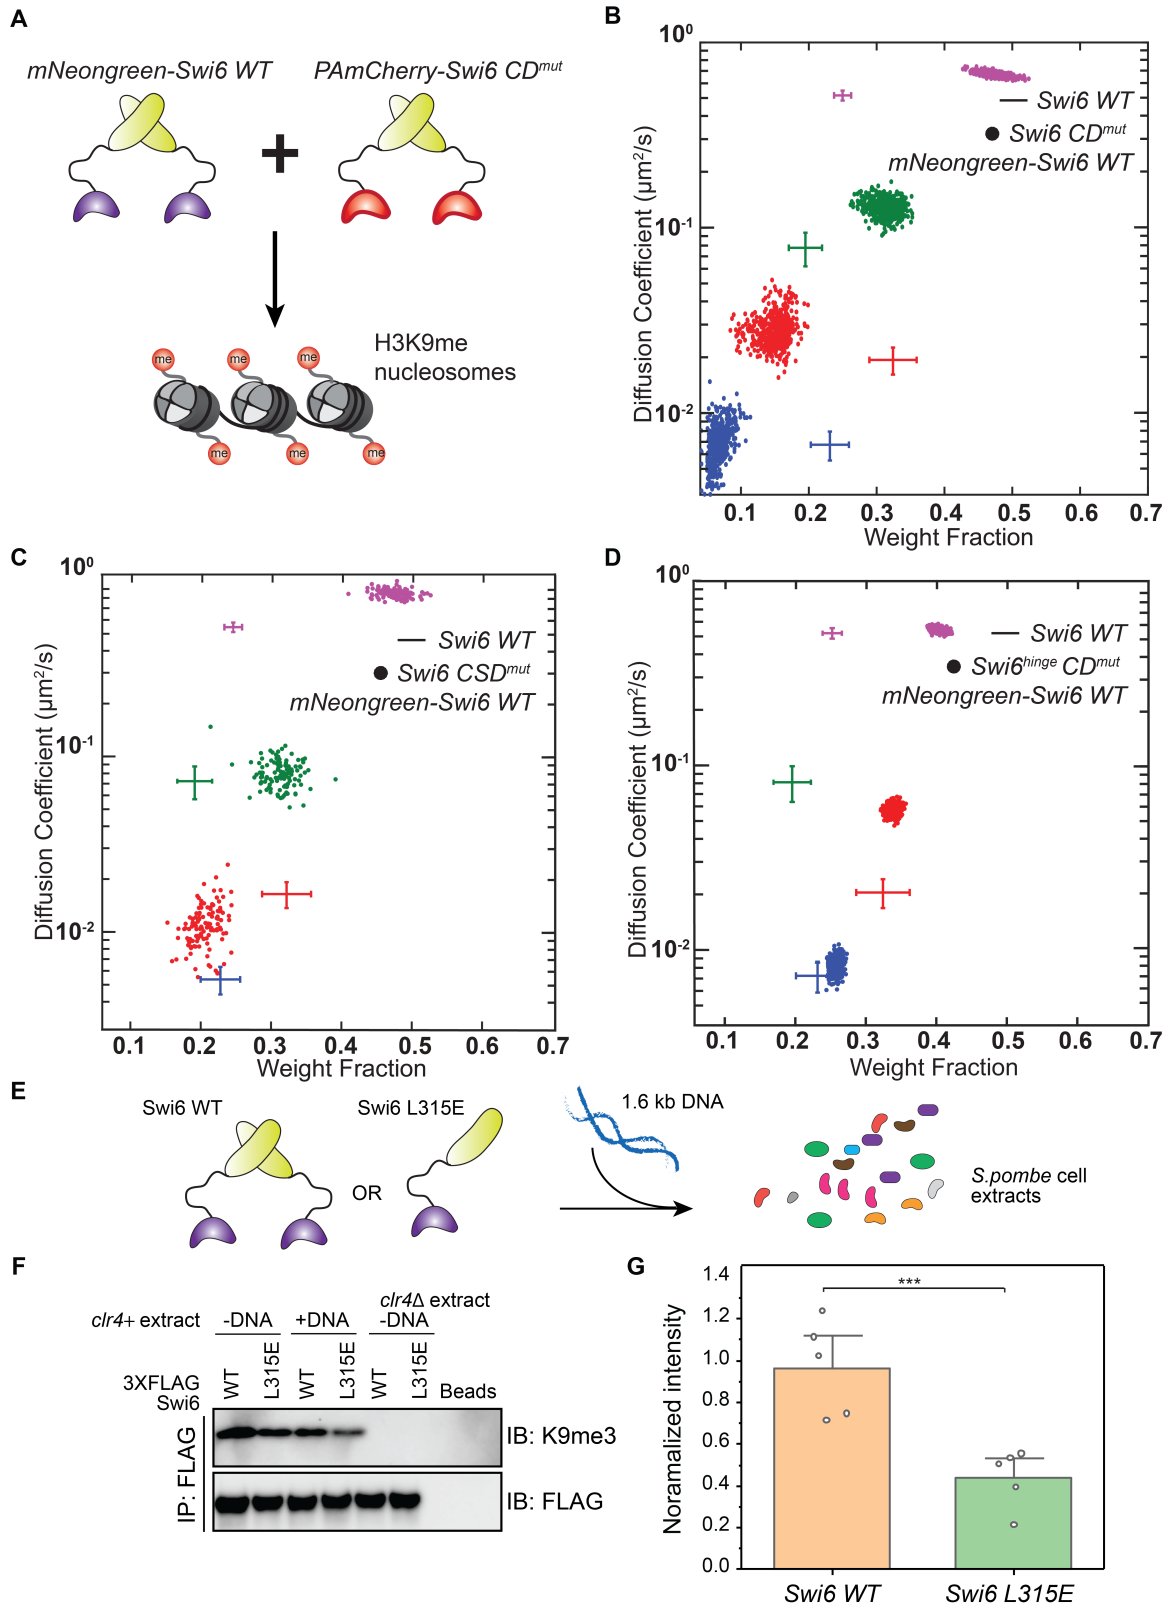 A
mNeongreen-Swi6 WT
PAmCherry-Swi6 CDmut
+
H3K9me
nucleosomes
me me me
me me me
B
Diffusion Coefficient (μm2/s)
100
10-1
10-2
Swi6 WT
Swi6 CDmut
mNeongreen-Swi6 WT
0.1 0.2 0.3 0.4 0.5 0.6 0.7
Weight Fraction
C
Diffusion Coefficient (μm2/s)
100
10-1
10-2
Swi6 WT
Swi6 CSDmut
mNeongreen-Swi6 WT
0.1 0.2 0.3 0.4 0.5 0.6 0.7
Weight Fraction
D
Diffusion Coefficient (μm2/s)
100
10-1
10-2
Swi6 WT
Swi6hinge CDmut
mNeongreen-Swi6 WT
0.1 0.2 0.3 0.4 0.5 0.6 0.7
Weight Fraction
E
Swi6 WT
OR
Swi6 L315E
1.6 kb DNA
S.pombe cell
extracts
F
clr4+ extract
-DNA
+DNA
clr4Δ extract
-DNA
3XFLAG
Swi6
WT
L315E
WT
L315E
WT
L315E
Beads
IP: FLAG
IB: K9me3
IB: FLAG
G
Noramalized intensity
1.4
1.2
1.0
0.8
0.6
0.4
0.2
0.0
***
Swi6 WT
Swi6 L315E